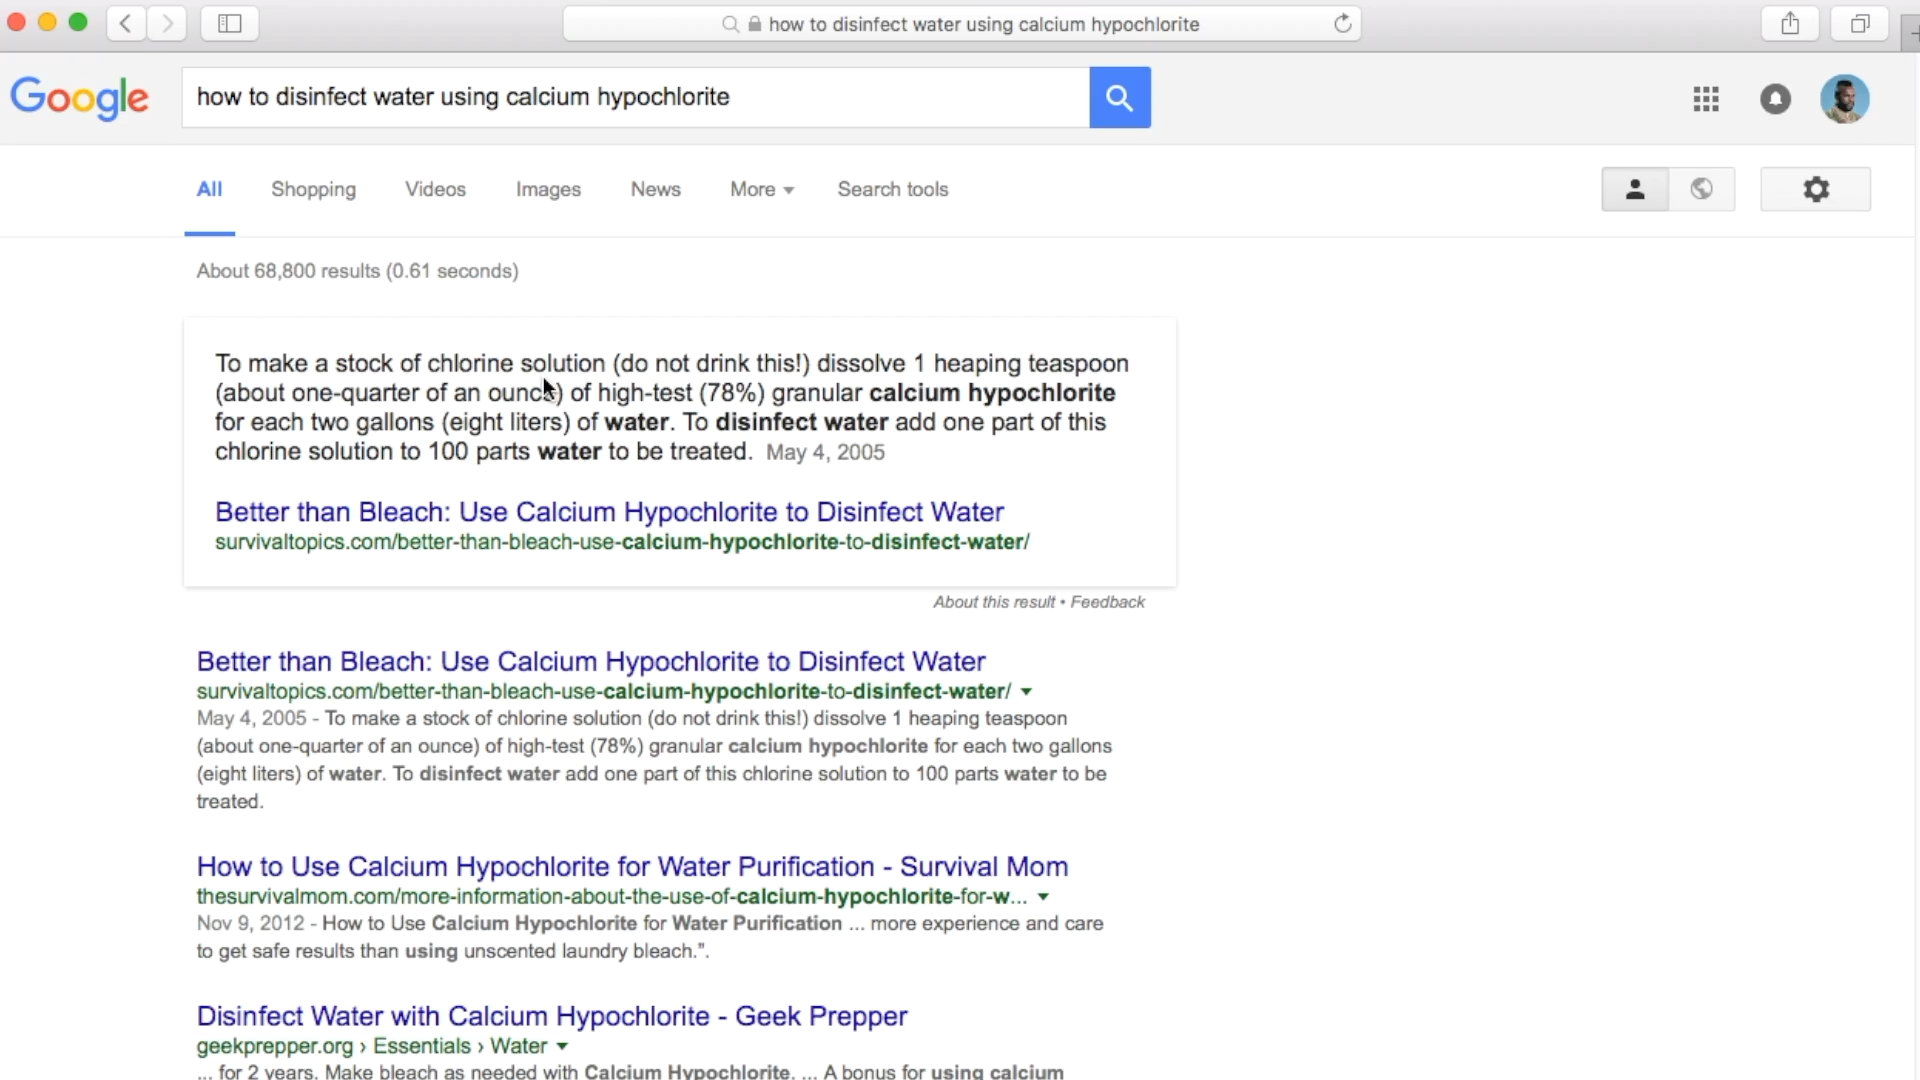 how to disinfect water using calcium hypochlorite
Google
how to disinfect water using calcium hypochlorite
All Shopping Videos Images News More Search tools
About 68,800 results (0.61 seconds)
To make a stock of chlorine solution (do not drink this!) dissolve 1 heaping teaspoon
(about one-quarter of an ounce) of high-test (78%) granular calcium hypochlorite
for each two gallons (eight liters) of water. To disinfect water add one part of this
chlorine solution to 100 parts water to be treated. May 4, 2005
Better than Bleach: Use Calcium Hypochlorite to Disinfect Water
survivaltopics.com/better-than-bleach-use-calcium-hypochlorite-to-disinfect-water/
About this result • Feedback
Better than Bleach: Use Calcium Hypochlorite to Disinfect Water
survivaltopics.com/better-than-bleach-use-calcium-hypochlorite-to-disinfect-water/
May 4, 2005 - To make a stock of chlorine solution (do not drink this!) dissolve 1 heaping teaspoon
(about one-quarter of an ounce) of high-test (78%) granular calcium hypochlorite for each two gallons
(eight liters) of water. To disinfect water add one part of this chlorine solution to 100 parts water to be
treated.
How to Use Calcium Hypochlorite for Water Purification - Survival Mom
thesurvivalmom.com/more-information-about-the-use-of-calcium-hypochlorite-for-w...
Nov 9, 2012 - How to Use Calcium Hypochlorite for Water Purification ... more experience and care
to get safe results than using unscented laundry bleach.".
Disinfect Water with Calcium Hypochlorite - Geek Prepper
geekprepper.org › Essentials › Water
... for 2 years. Make bleach as needed with Calcium Hypochlorite. ... A bonus for using calcium